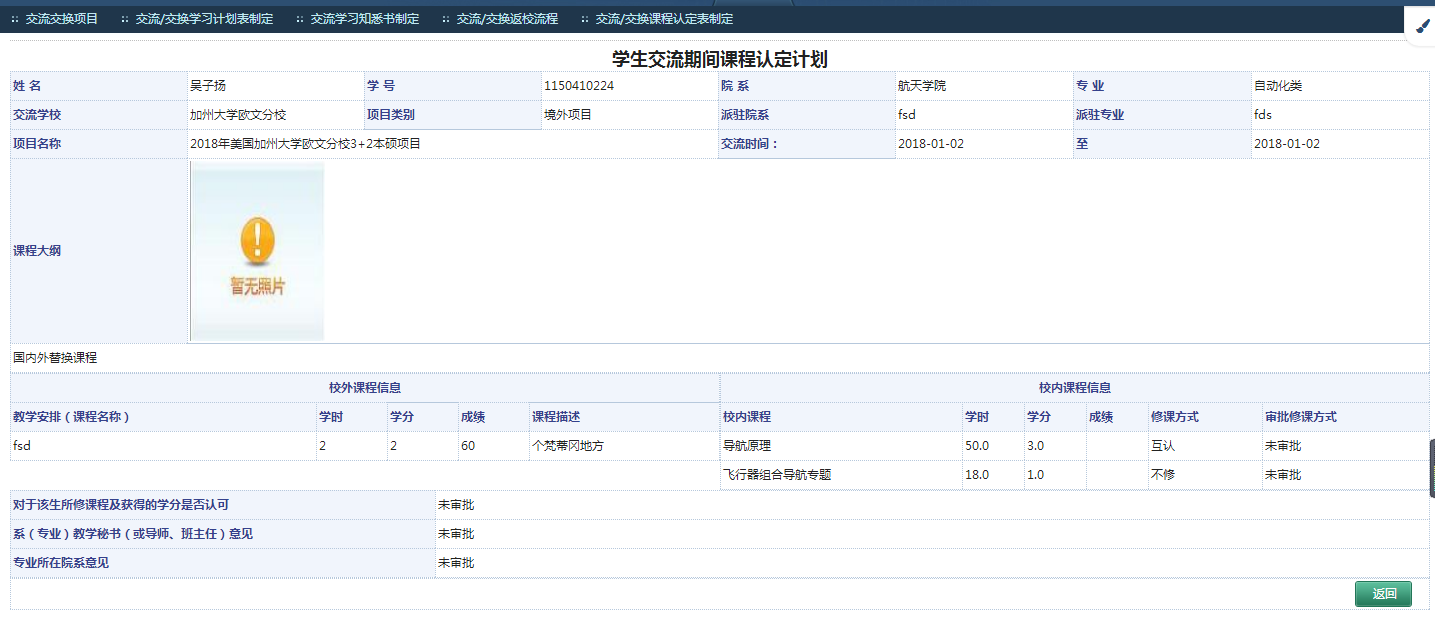 交流交换项目 交流/交换学习计划表制定 交流学习知悉书制定 交流/交换返校流程 交流/交换课程认定表制定
学生交流期间课程认定计划
姓 名 吴子扬 学 号 1150410224 院 系 航天学院 专 业 自动化类
交流学校 加州大学欧文分校 项目类别 境外项目 派驻院系 fsd 派驻专业 fds
项目名称 2018年美国加州大学欧文分校3+2本硕项目 交流时间： 2018-01-02 至 2018-01-02
课程大纲
暂无照片
国内外替换课程
校外课程信息 校内课程信息
教学安排（课程名称） 学时 学分 成绩 课程描述 校内课程 学时 学分 成绩 修课方式 审批修课方式
fsd 2 2 60 个梵蒂冈地方 导航原理 50.0 3.0 互认 未审批
飞行器组合导航专题 18.0 1.0 不修 未审批
对于该生所修课程及获得的学分是否认可 未审批
系（专业）教学秘书（或导师、班主任）意见 未审批
专业所在院系意见 未审批
返回